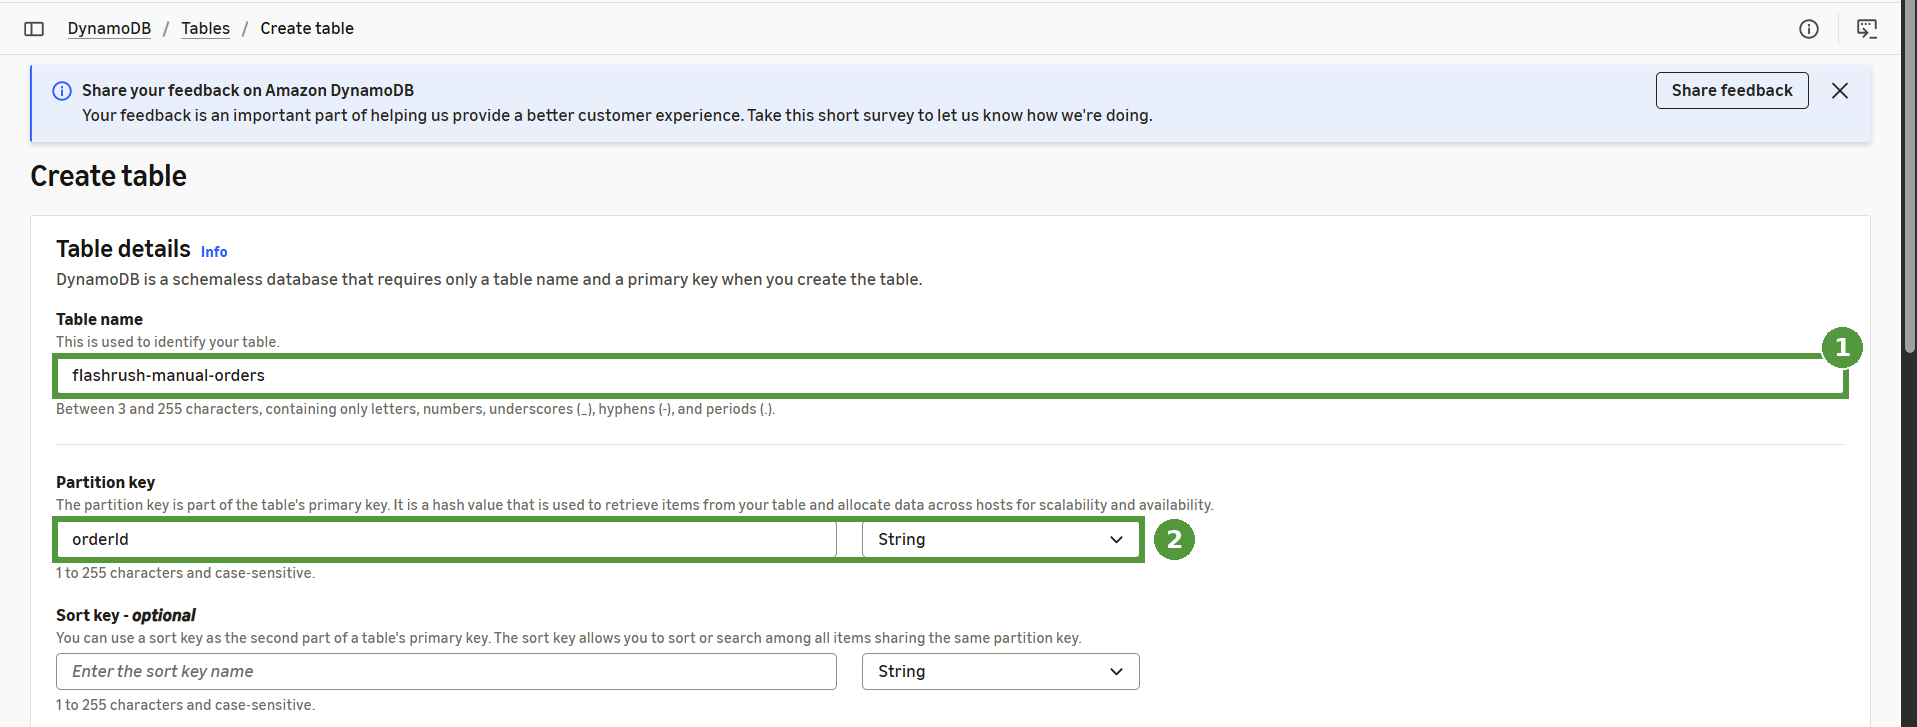 DynamoDB / Tables / Create table
Share your feedback on Amazon DynamoDB
Share feedback
Your feedback is an important part of helping us provide a better customer experience. Take this short survey to let us know how we're doing.
Create table
Table details Info
DynamoDB is a schemaless database that requires only a table name and a primary key when you create the table.
Table name
This is used to identify your table.
1
flashrush-manual-orders
Between 3 and 255 characters, containing only letters, numbers, underscores (_), hyphens (-), and periods (.).
Partition key
The partition key is part of the table's primary key. It is a hash value that is used to retrieve items from your table and allocate data across hosts for scalability and availability.
orderId String 2
1 to 255 characters and case-sensitive.
Sort key - optional
You can use a sort key as the second part of a table's primary key. The sort key allows you to sort or search among all items sharing the same partition key.
Enter the sort key name String
1 to 255 characters and case-sensitive.